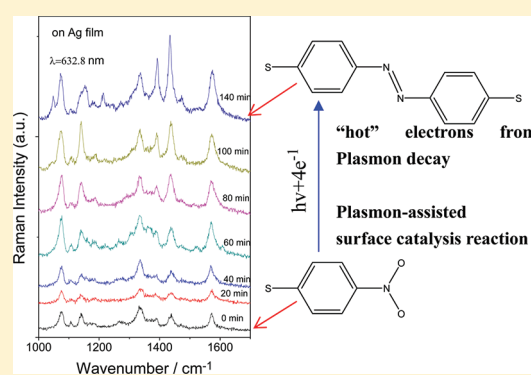 on Ag film
λ=632.8 nm
140 min
100 min
80 min
60 min
40 min
20 min
0 min
Raman Intensity (a.u.)
1000 1200 1400 1600
Wavenumber / cm-1
S
N
N
S
"hot" electrons from
Plasmon decay
hν+4e-1
Plasmon-assisted
surface catalysis reaction
S
N
O
O